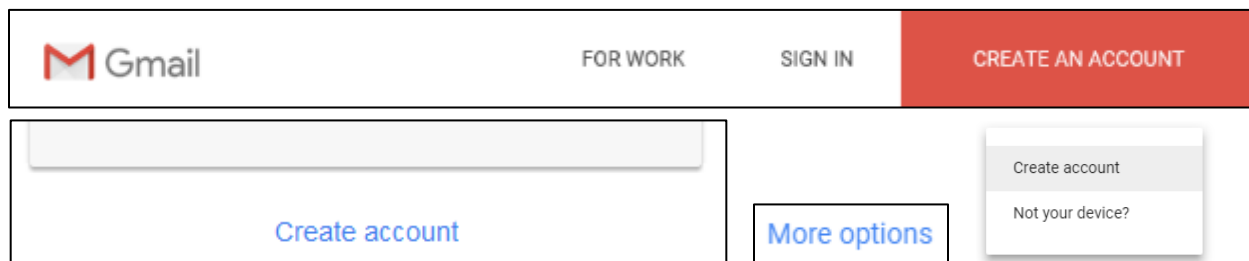 Gmail FOR WORK SIGN IN CREATE AN ACCOUNT
Create account
More options
Create account
Not your device?